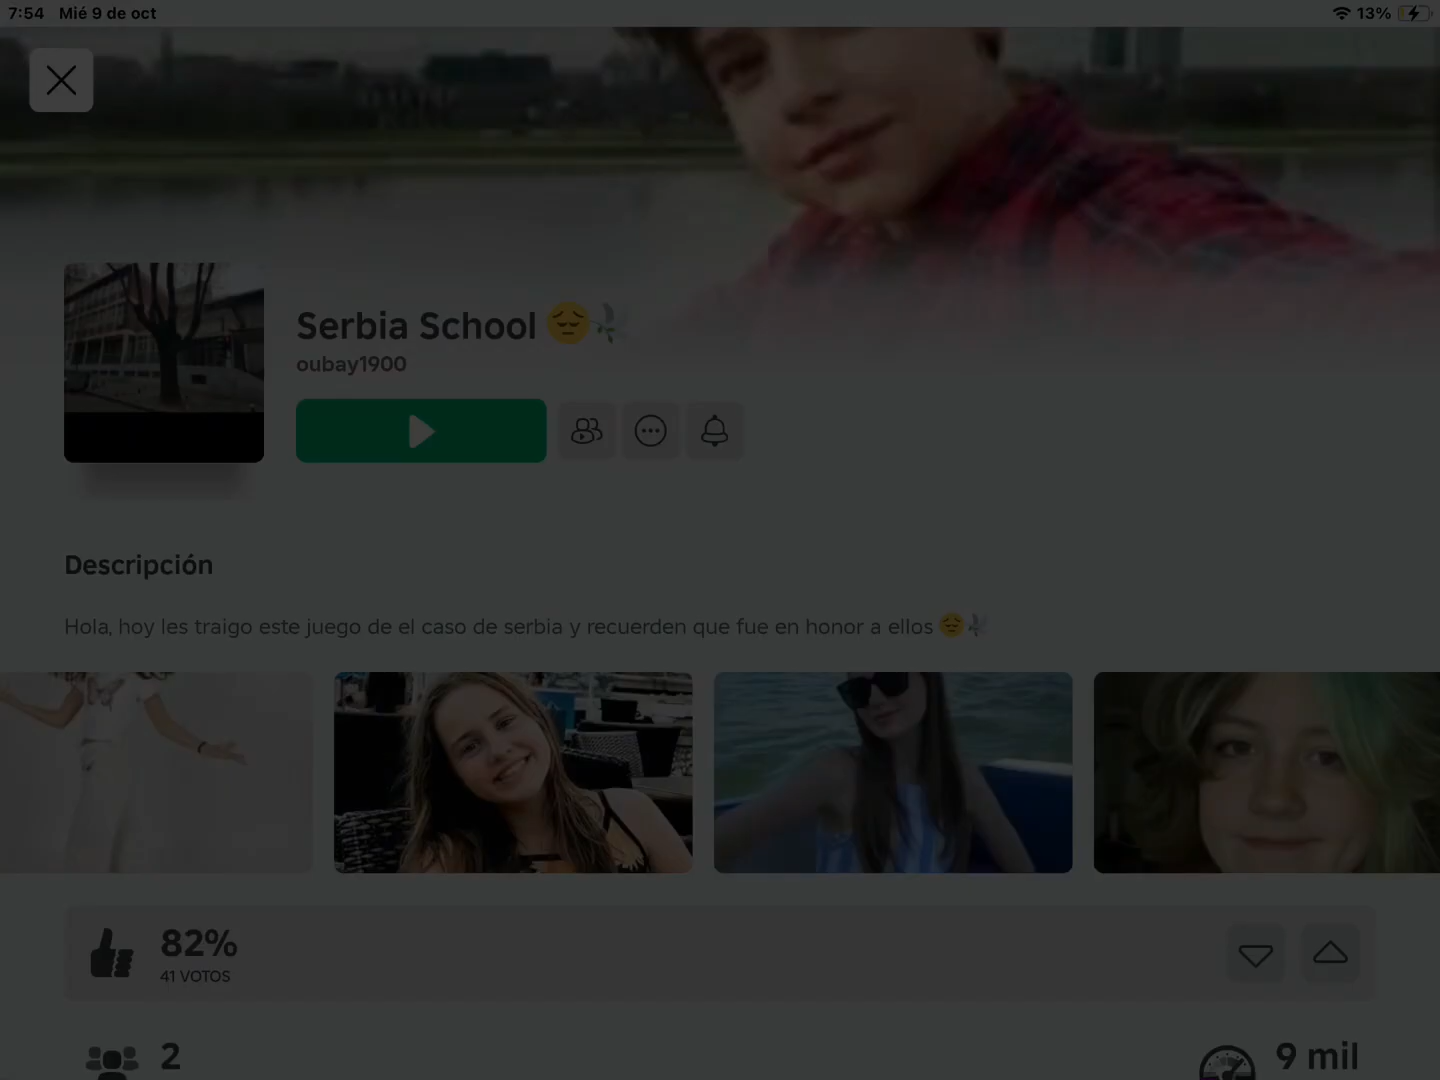 7:54 Mié 9 de oct
13%
Serbia School 😔🕊
oubay1900
Descripción
Hola, hoy les traigo este juego de el caso de serbia y recuerden que fue en honor a ellos 😔🕊
82%
41 VOTOS
2
9 mil